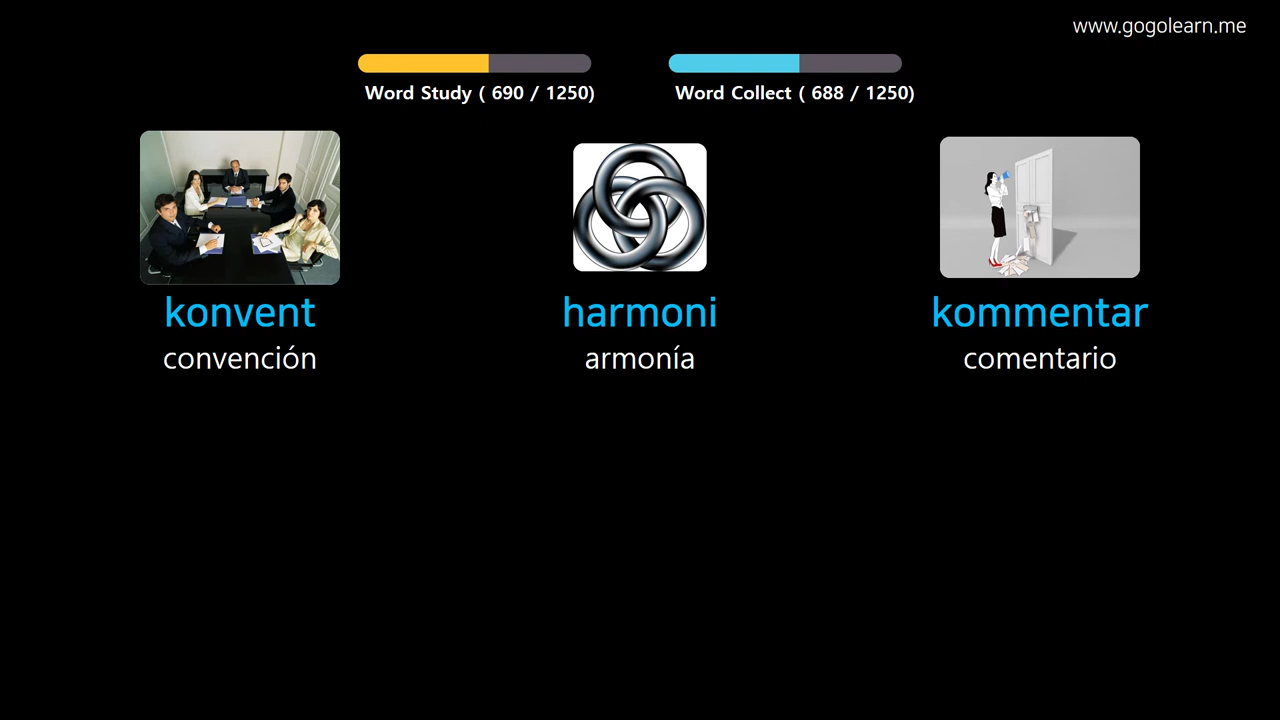 www.gogolearn.me
Word Study ( 690 / 1250)
Word Collect ( 688 / 1250)
konvent
harmoni
kommentar
convención
armonía
comentario